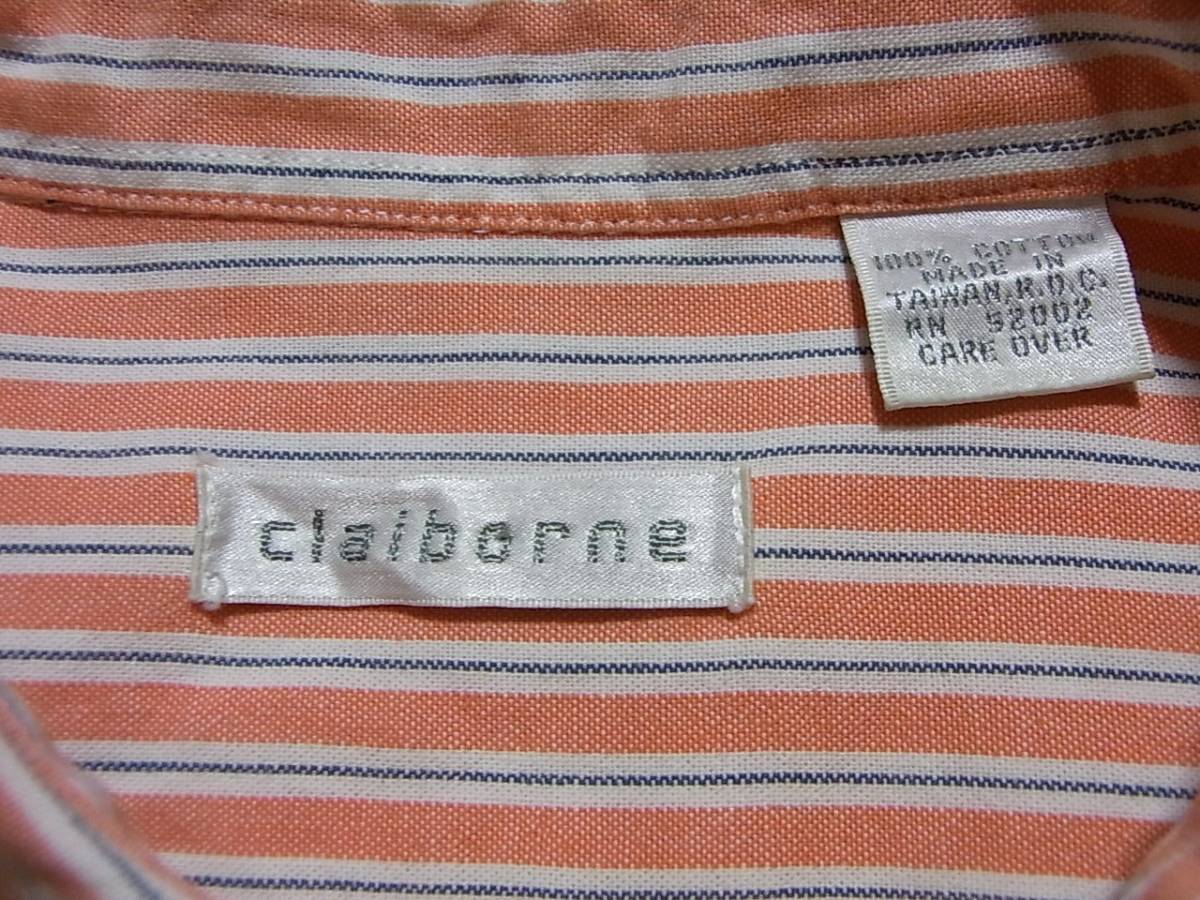 100% COTTON
MADE IN
TAIWAN,R.O.C.
RN 52002
CARE OVER
claiborne